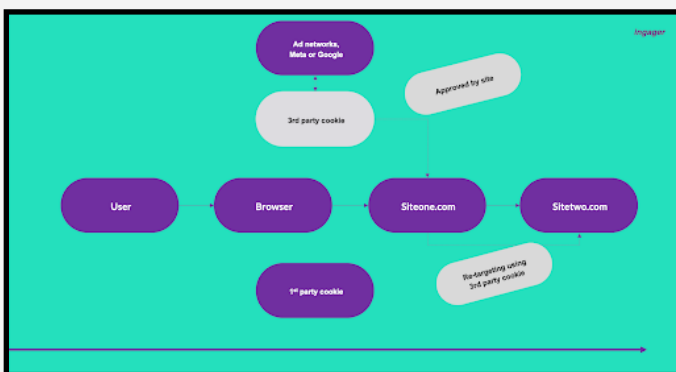 Ingager
Ad networks,
Meta or Google
Approved by site
3rd party cookie
User
Browser
Siteone.com
Sitetwo.com
Re-targeting using
3rd party cookie
1st party cookie